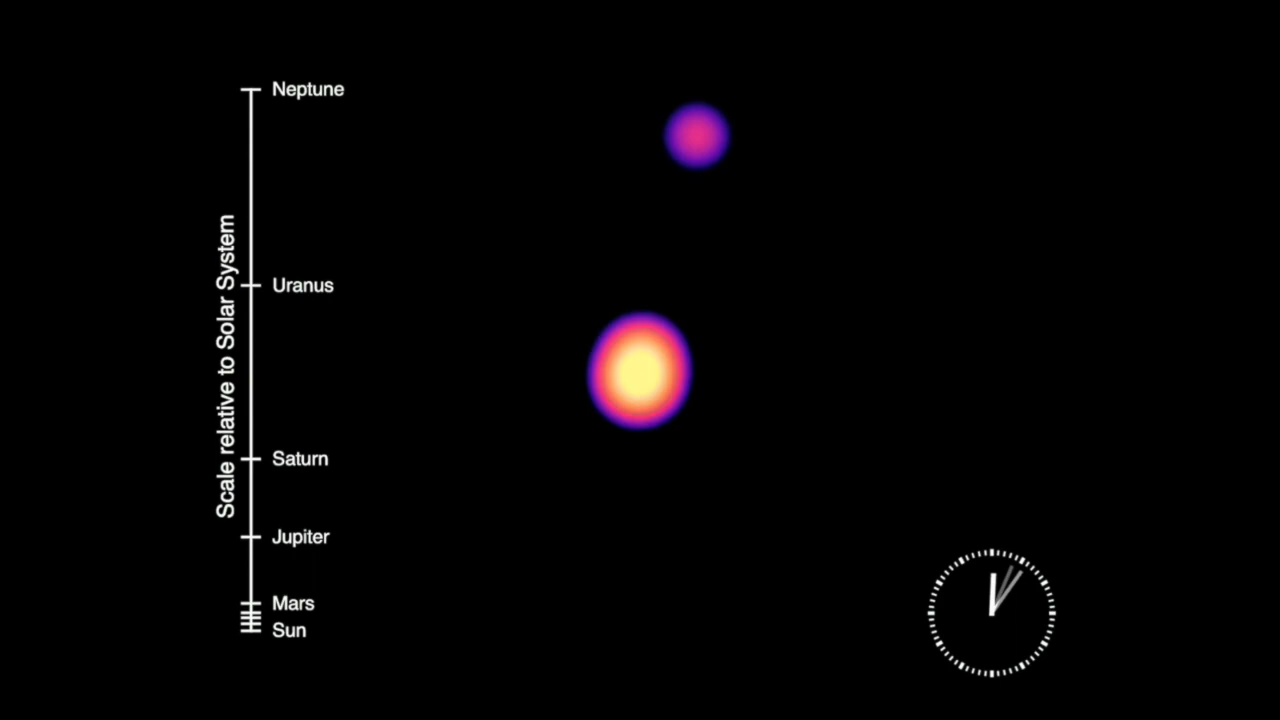 Neptune
Uranus
Scale relative to Solar System
Saturn
Jupiter
Mars
Sun